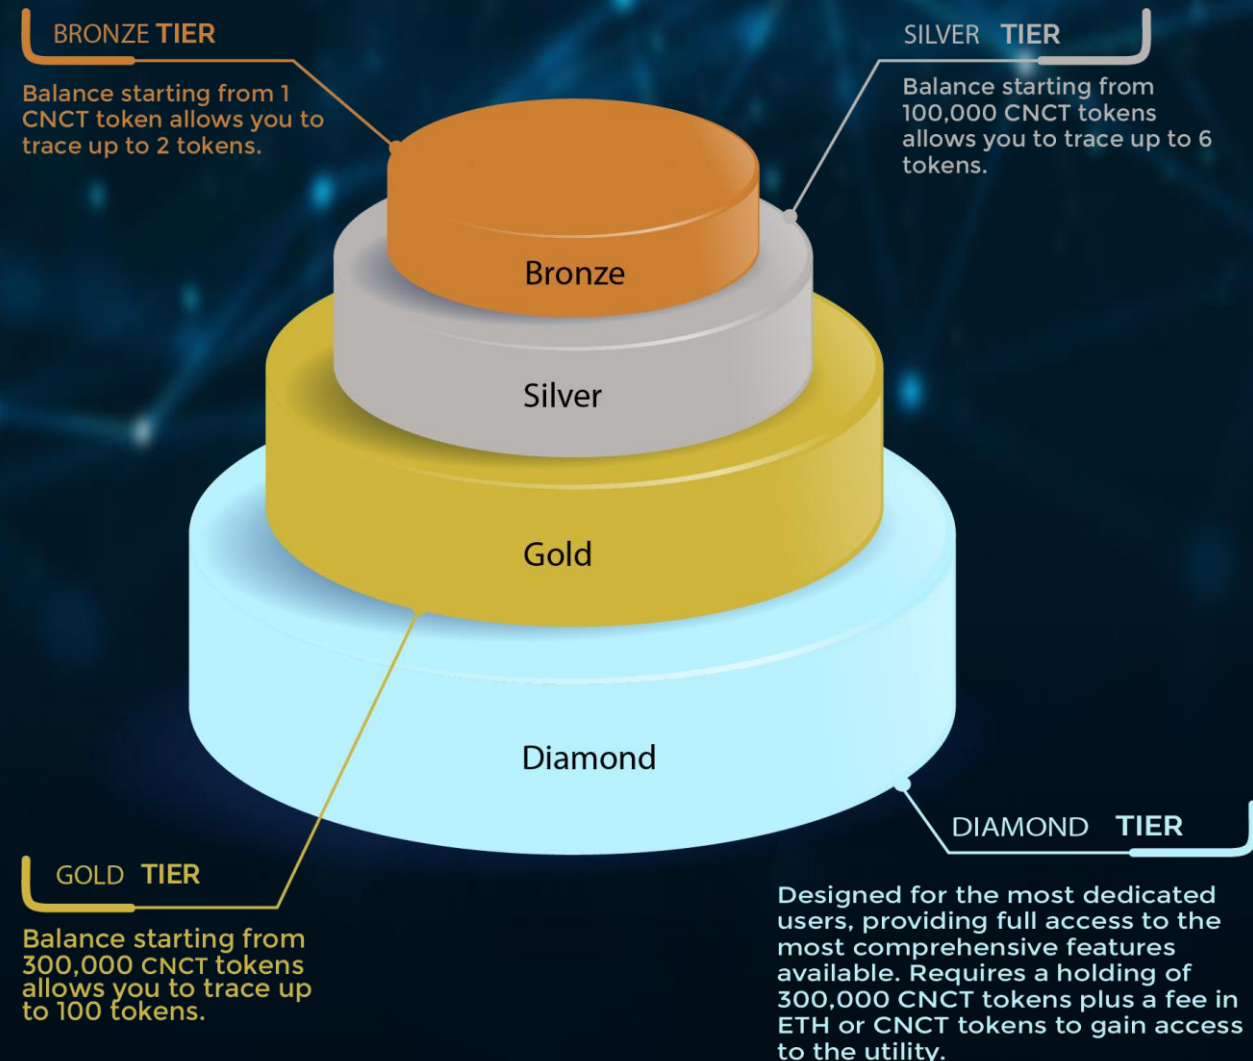 BRONZE TIER
Balance starting from 1
CNCT token allows you to
trace up to 2 tokens.
SILVER TIER
Balance starting from
100,000 CNCT tokens
allows you to trace up to 6
tokens.
Bronze
Silver
Gold
Diamond
GOLD TIER
Balance starting from
300,000 CNCT tokens
allows you to trace up
to 100 tokens.
DIAMOND TIER
Designed for the most dedicated
users, providing full access to the
most comprehensive features
available. Requires a holding of
300,000 CNCT tokens plus a fee in
ETH or CNCT tokens to gain access
to the utility.